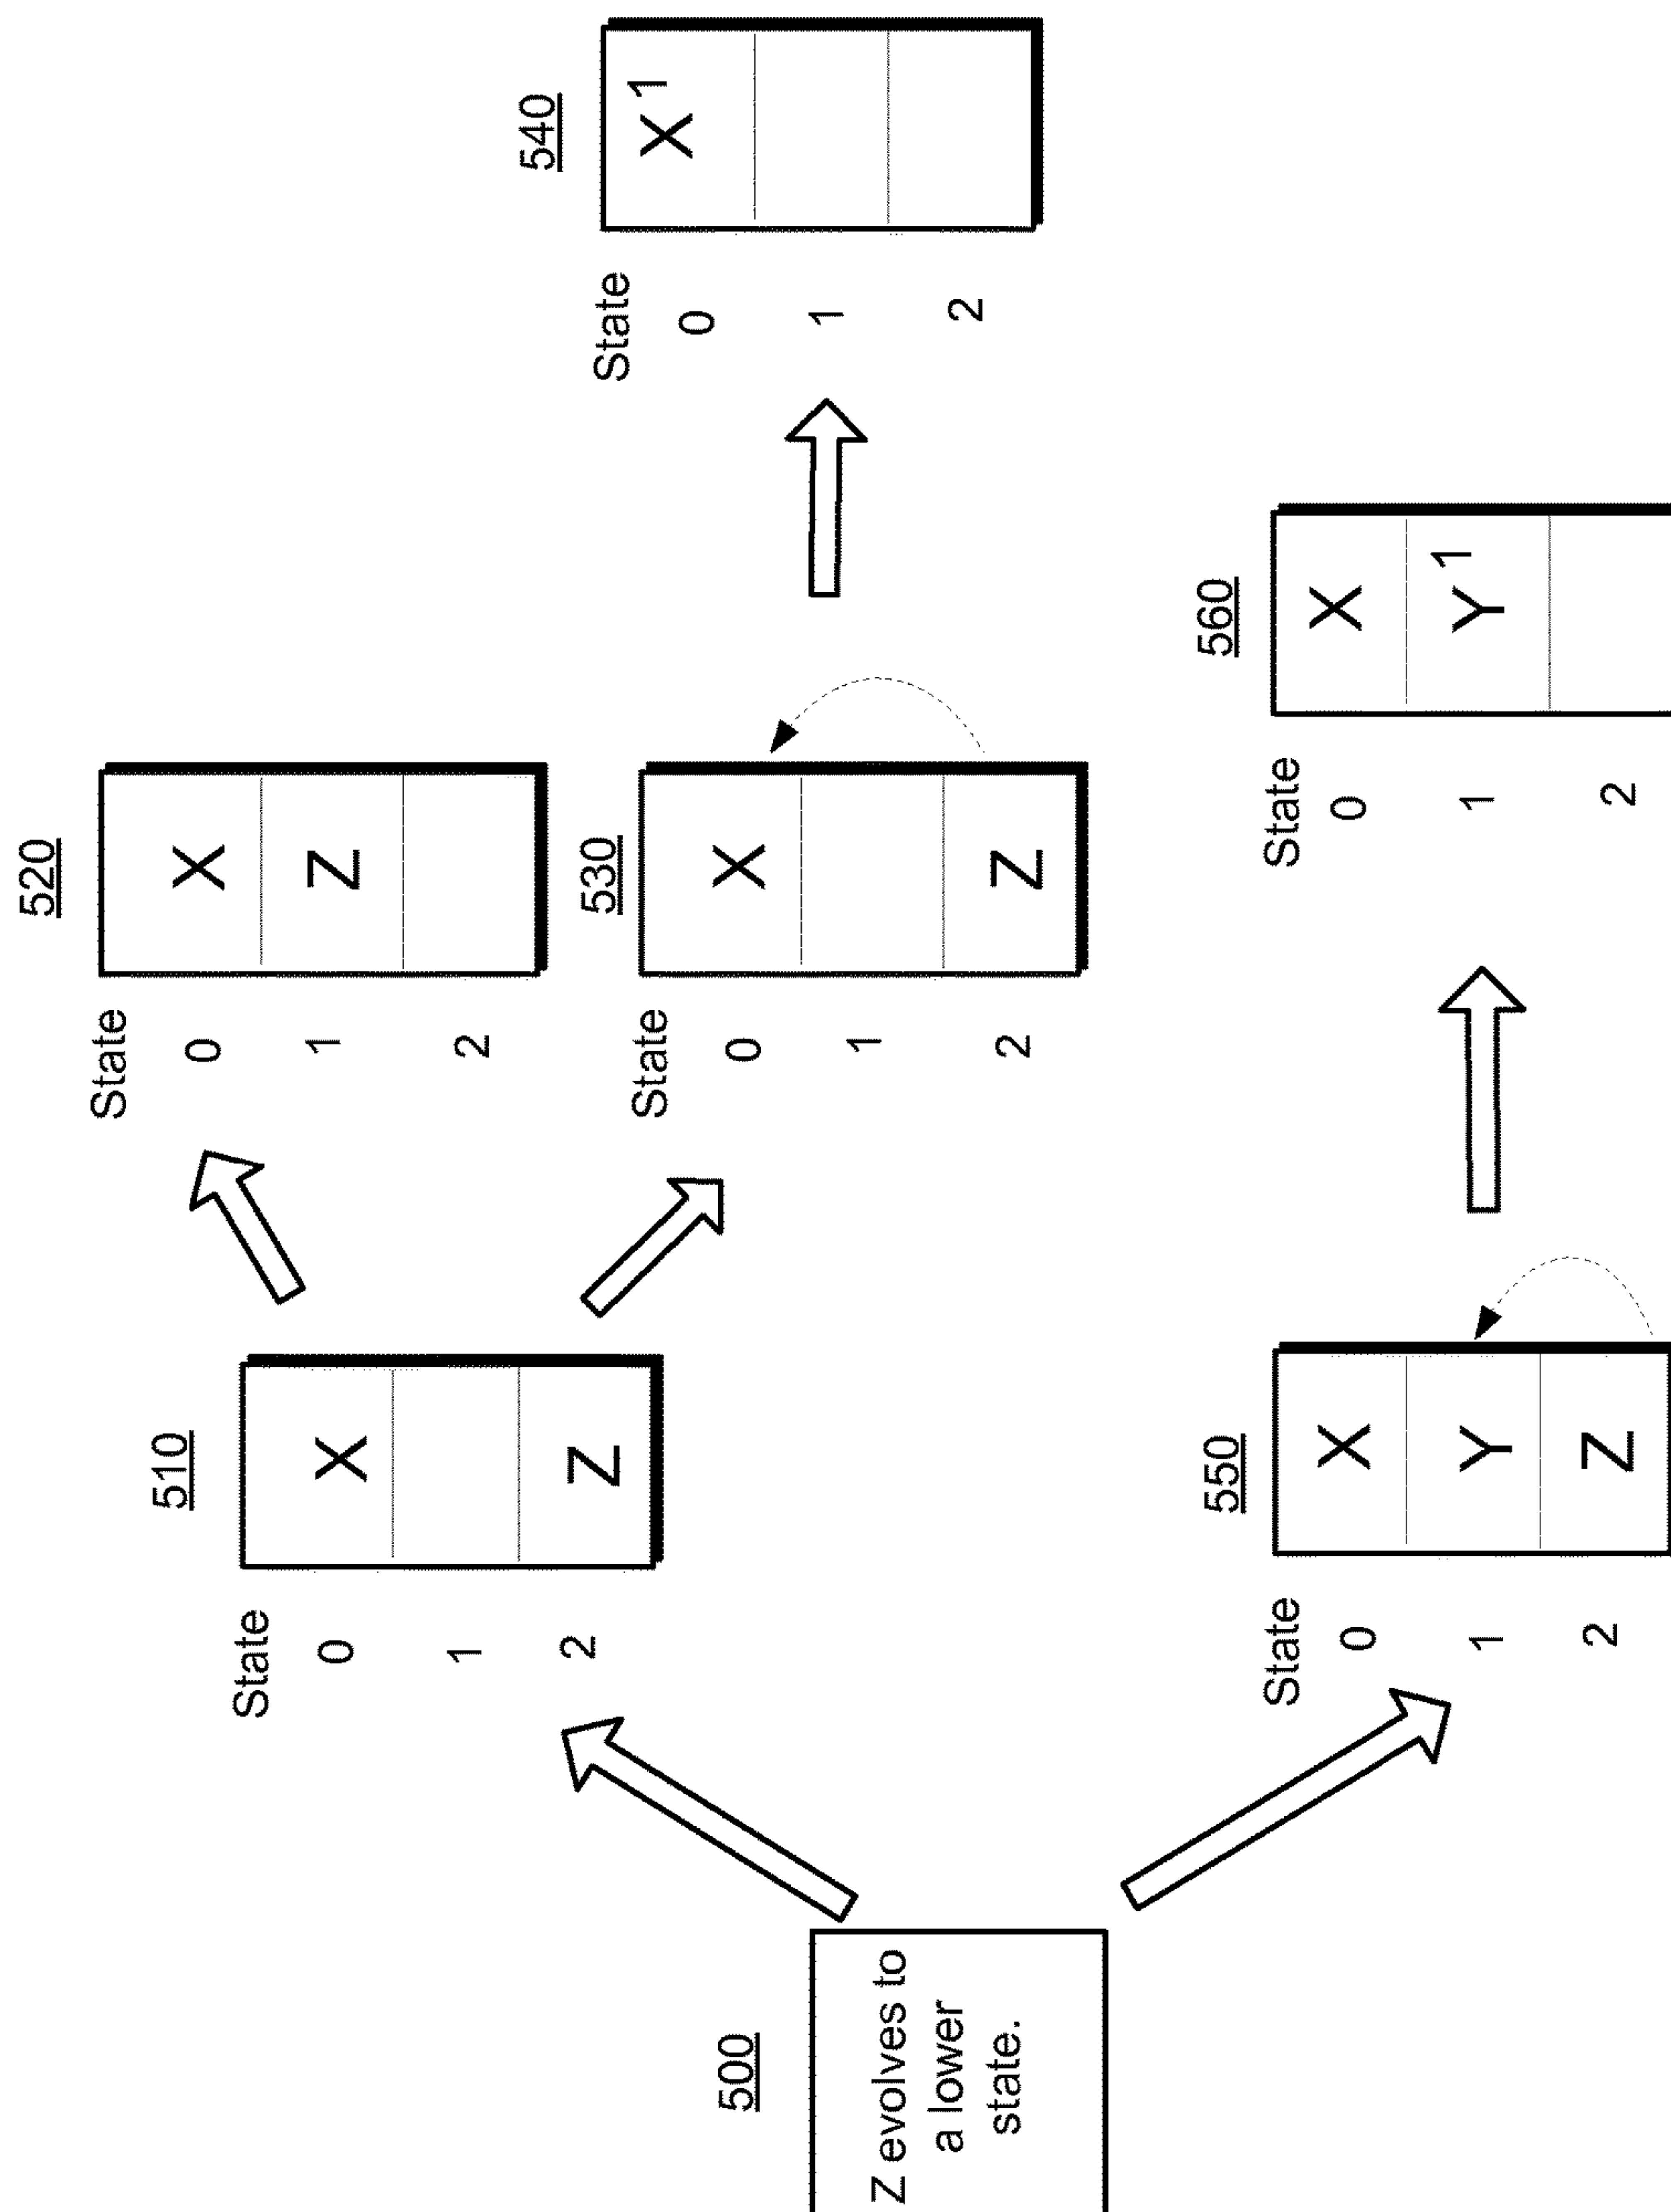 500
Z evolves to
a lower
state.
510
State
0 X
1
2 Z
520
State
0 X
1 Z
2
530
State
0 X
1
2 Z
540
State
0 X1
1
2
550
State
0 X
1 Y
2 Z
560
State
0 X
1 Y1
2